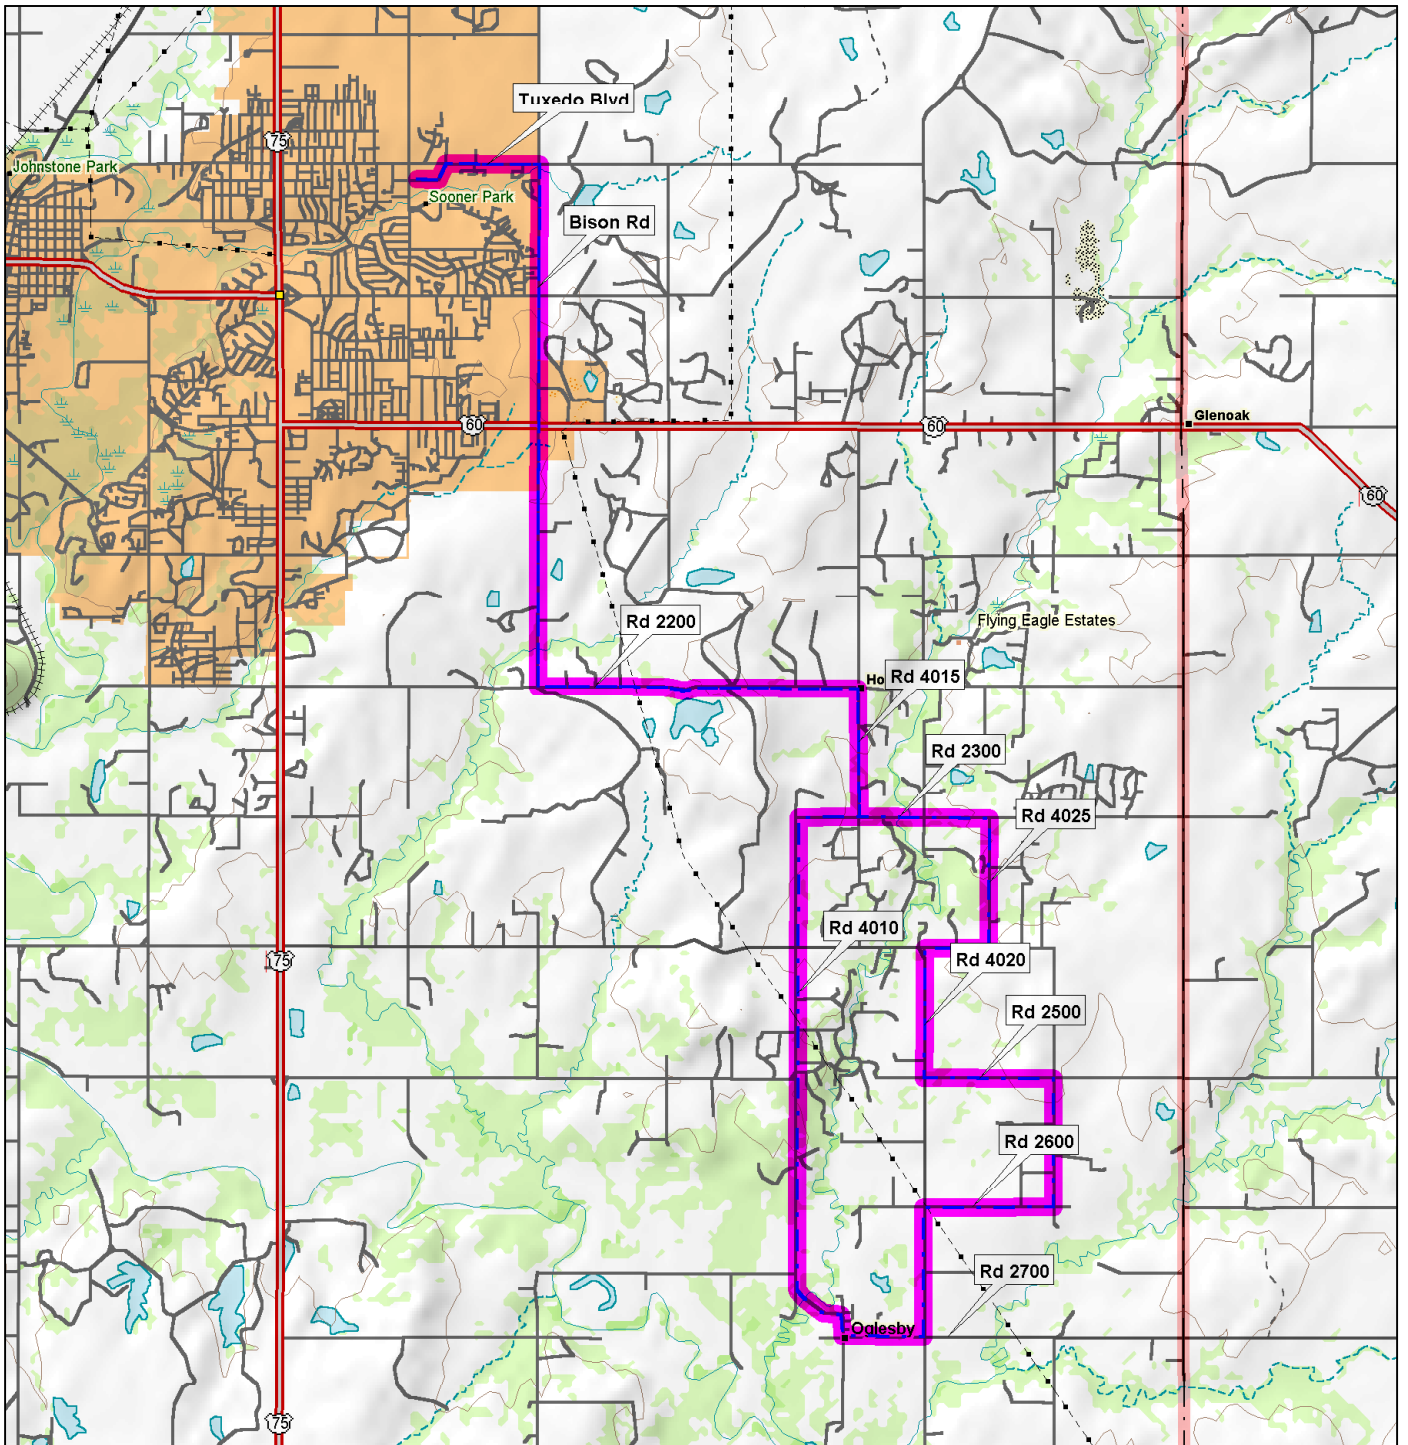 Tuxedo Blvd
75
Johnstone Park
Sooner Park
Bison Rd
60
60
Glenoak
60
Rd 2200
Flying Eagle Estates
Ho
Rd 4015
Rd 2300
Rd 4025
Rd 4010
Rd 4020
75
Rd 2500
Rd 2600
Rd 2700
Oglesby
75